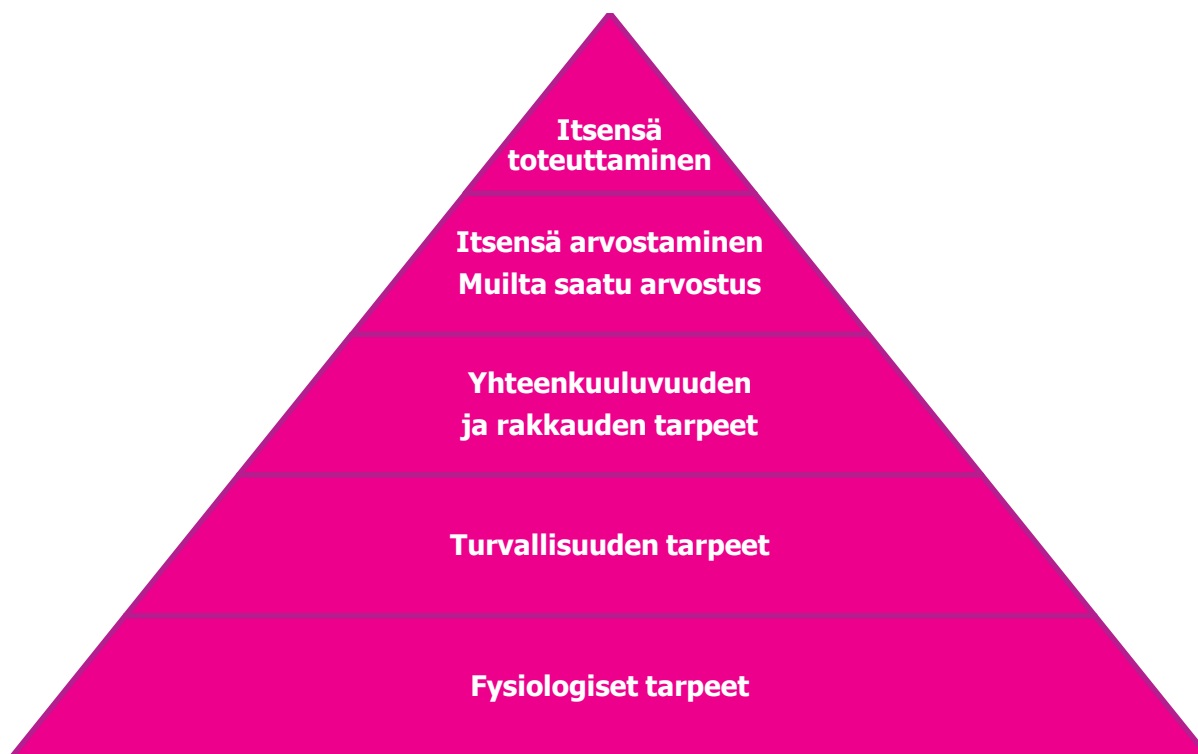 Itsensä
toteuttaminen
Itsensä arvostaminen
Muilta saatu arvostus
Yhteenkuuluvuuden
ja rakkauden tarpeet
Turvallisuuden tarpeet
Fysiologiset tarpeet